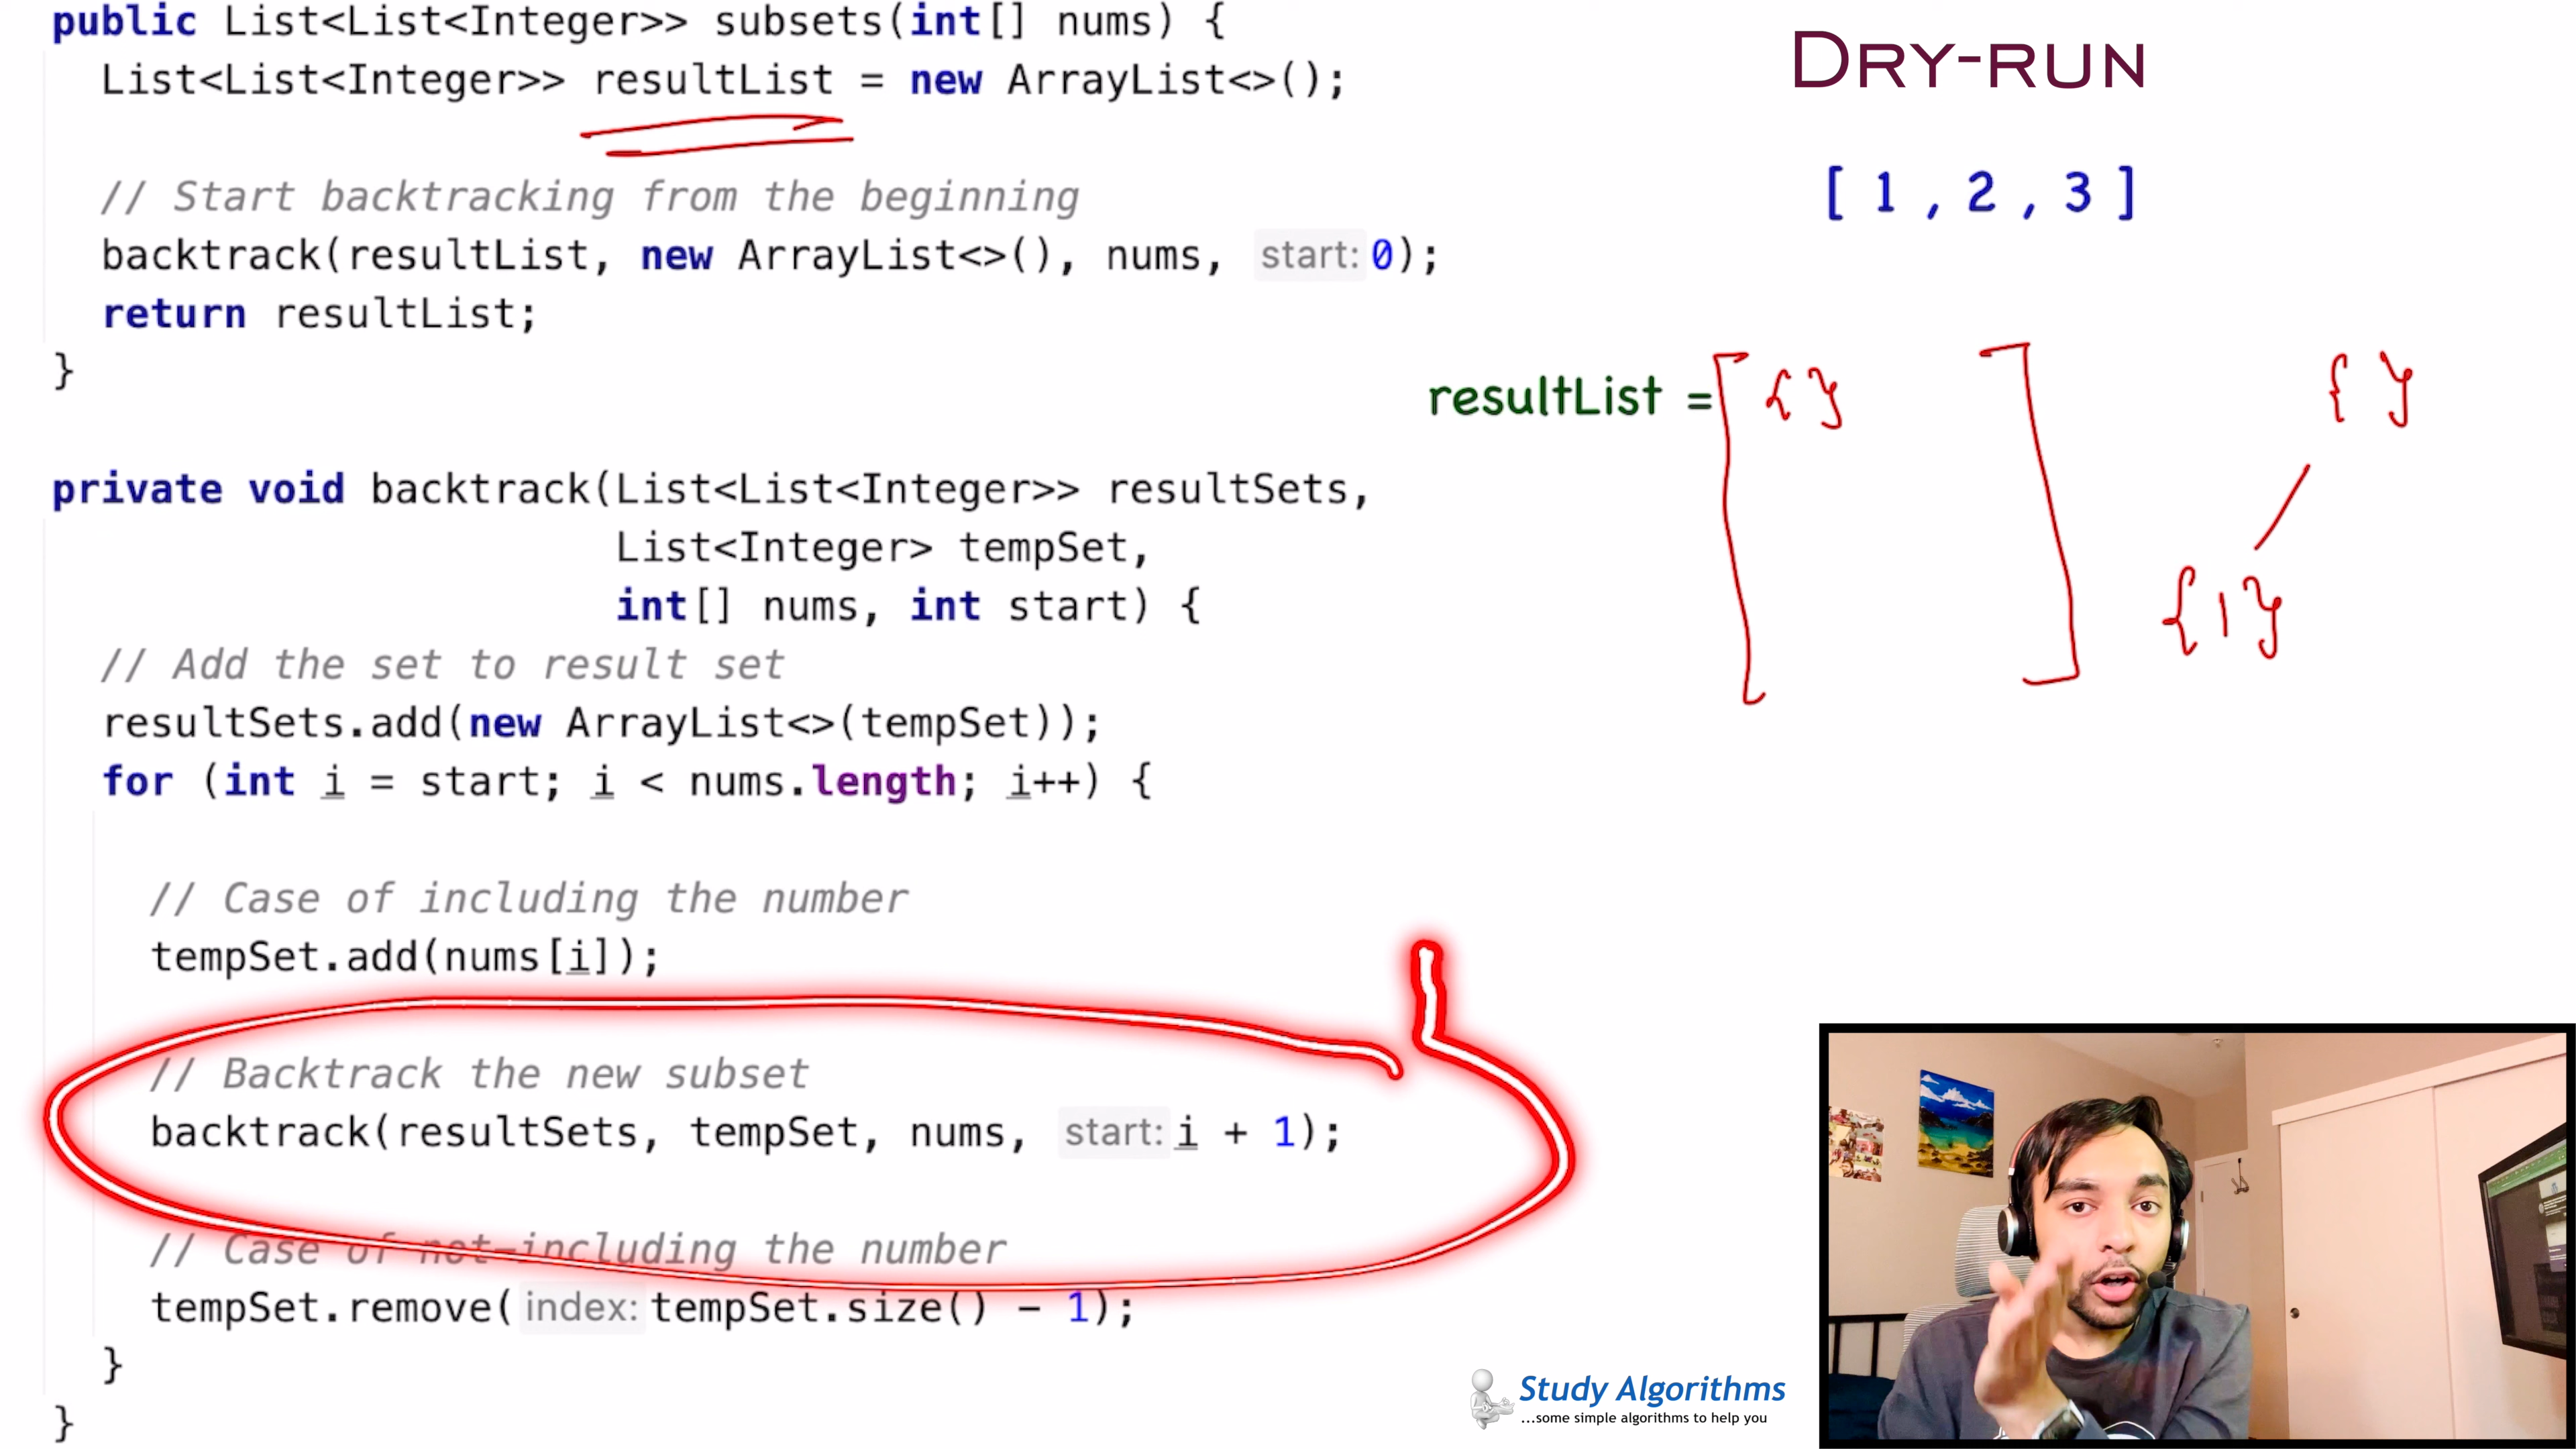 public List<List<Integer>> subsets(int[] nums) {
List<List<Integer>> resultList = new ArrayList<>();
// Start backtracking from the beginning
backtrack(resultList, new ArrayList<>(), nums, start: 0);
return resultList;
}
private void backtrack(List<List<Integer>> resultSets,
List<Integer> tempSet,
int[] nums, int start) {
// Add the set to result set
resultSets.add(new ArrayList<>(tempSet));
for (int i = start; i < nums.length; i++) {
// Case of including the number
tempSet.add(nums[i]);
// Backtrack the new subset
backtrack(resultSets, tempSet, nums, start: i + 1);
// Case of not-including the number
tempSet.remove( index: tempSet.size() - 1);
}
}
DRY-RUN
[ 1 , 2 , 3 ]
resultList = [ { } ]
{ }
{ 1 }
Study Algorithms
...some simple algorithms to help you